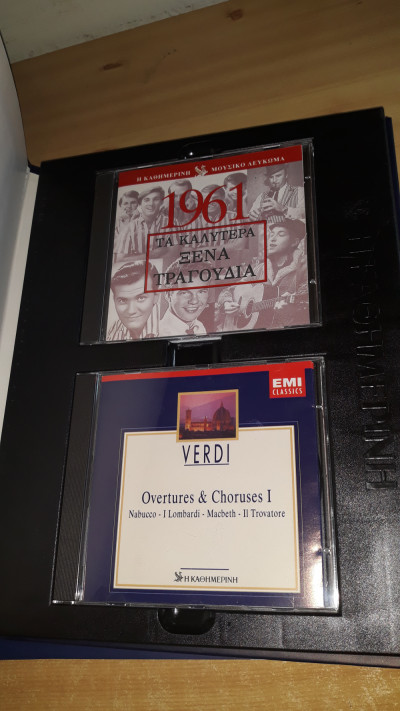 Η ΚΑΘΗΜΕΡΙΝΗ ΜΟΥΣΙΚΟ ΛΕΥΚΩΜΑ
1961
ΤΑ ΚΑΛΥΤΕΡΑ
ΞΕΝΑ
ΤΡΑΓΟΥΔΙΑ
EMI
CLASSICS
VERDI
Overtures & Choruses I
Nabucco - I Lombardi - Macbeth - Il Trovatore
Η ΚΑΘΗΜΕΡΙΝΗ
Η ΚΑΘΗΜΕΡΙΝΗ